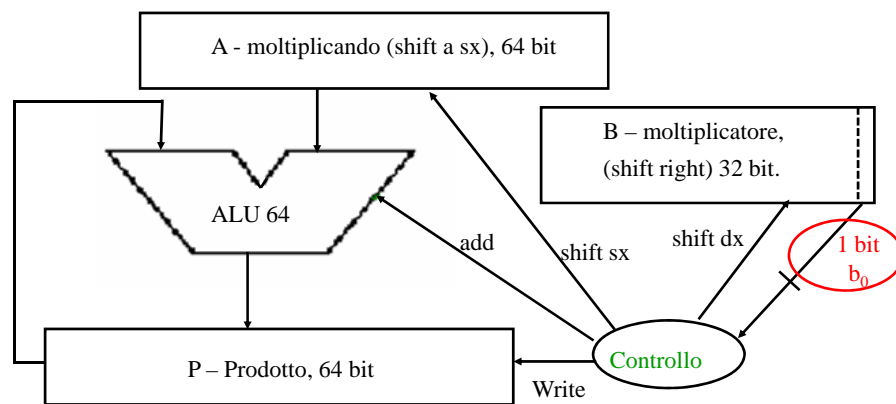 A - moltiplicando (shift a sx), 64 bit
B – moltiplicatore,
(shift right) 32 bit.
ALU 64
add
shift sx
shift dx
1 bit
b₀
Controllo
P – Prodotto, 64 bit
Write